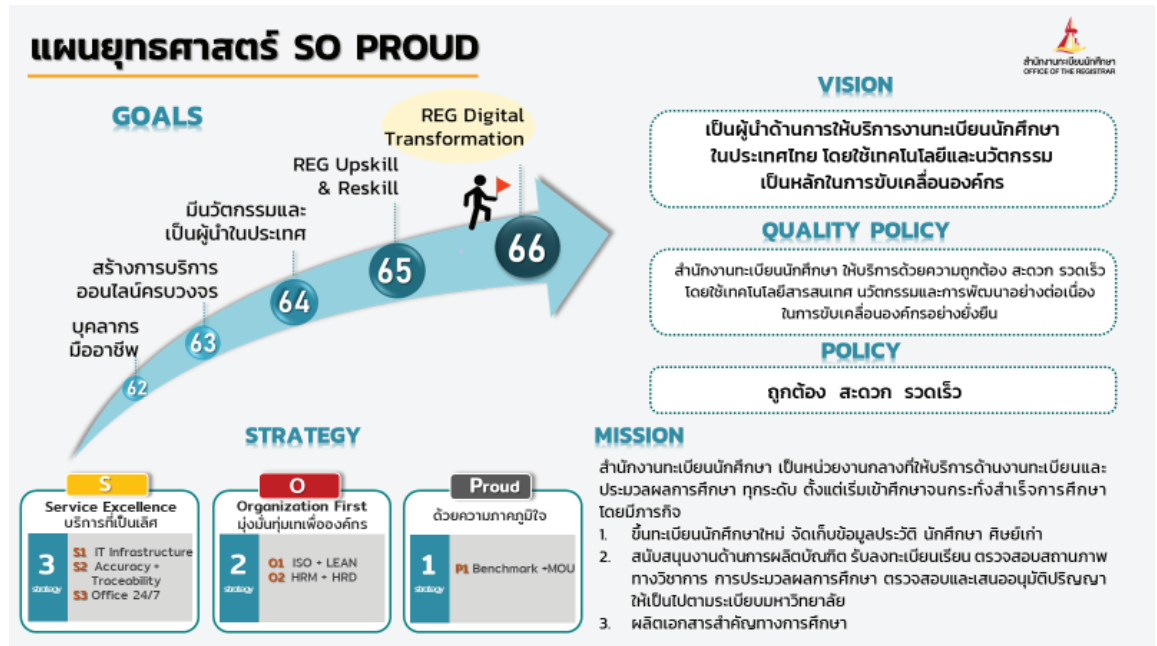 แผนยุทธศาสตร์ SO PROUD
สำนักงานทะเบียนนักศึกษา
OFFICE OF THE REGISTRAR
GOALS
REG Digital
Transformation
REG Upskill
& Reskill
มีนวัตกรรมและ
เป็นผู้นำในประเทศ
สร้างการบริการ
ออนไลน์ครบวงจร
บุคลากร
มืออาชีพ
62
63
64
65
66
VISION
เป็นผู้นำด้านการให้บริการงานทะเบียนนักศึกษา
ในประเทศไทย โดยใช้เทคโนโลยีและนวัตกรรม
เป็นหลักในการขับเคลื่อนองค์กร
QUALITY POLICY
สำนักงานทะเบียนนักศึกษา ให้บริการด้วยความถูกต้อง สะดวก รวดเร็ว
โดยใช้เทคโนโลยีสารสนเทศ นวัตกรรมและการพัฒนาอย่างต่อเนื่อง
ในการขับเคลื่อนองค์กรอย่างยั่งยืน
POLICY
ถูกต้อง สะดวก รวดเร็ว
STRATEGY
S
Service Excellence
บริการที่เป็นเลิศ
3
strategy
S1 IT Infrastructure
S2 Accuracy +
Traceability
S3 Office 24/7
O
Organization First
มุ่งมั่นทุ่มเทเพื่อองค์กร
2
strategy
O1 ISO + LEAN
O2 HRM + HRD
Proud
ด้วยความภาคภูมิใจ
1
strategy
P1 Benchmark +MOU
MISSION
สำนักงานทะเบียนนักศึกษา เป็นหน่วยงานกลางที่ให้บริการด้านงานทะเบียนและ
ประมวลผลการศึกษา ทุกระดับ ตั้งแต่เริ่มเข้าศึกษาจนกระทั่งสำเร็จการศึกษา
โดยมีภารกิจ
1. ขึ้นทะเบียนนักศึกษาใหม่ จัดเก็บข้อมูลประวัติ นักศึกษา ศิษย์เก่า
2. สนับสนุนงานด้านการผลิตบัณฑิต รับลงทะเบียนเรียน ตรวจสอบสถานภาพ
ทางวิชาการ การประมวลผลการศึกษา ตรวจสอบและเสนออนุมัติปริญญา
ให้เป็นไปตามระเบียบมหาวิทยาลัย
3. ผลิตเอกสารสำคัญทางการศึกษา